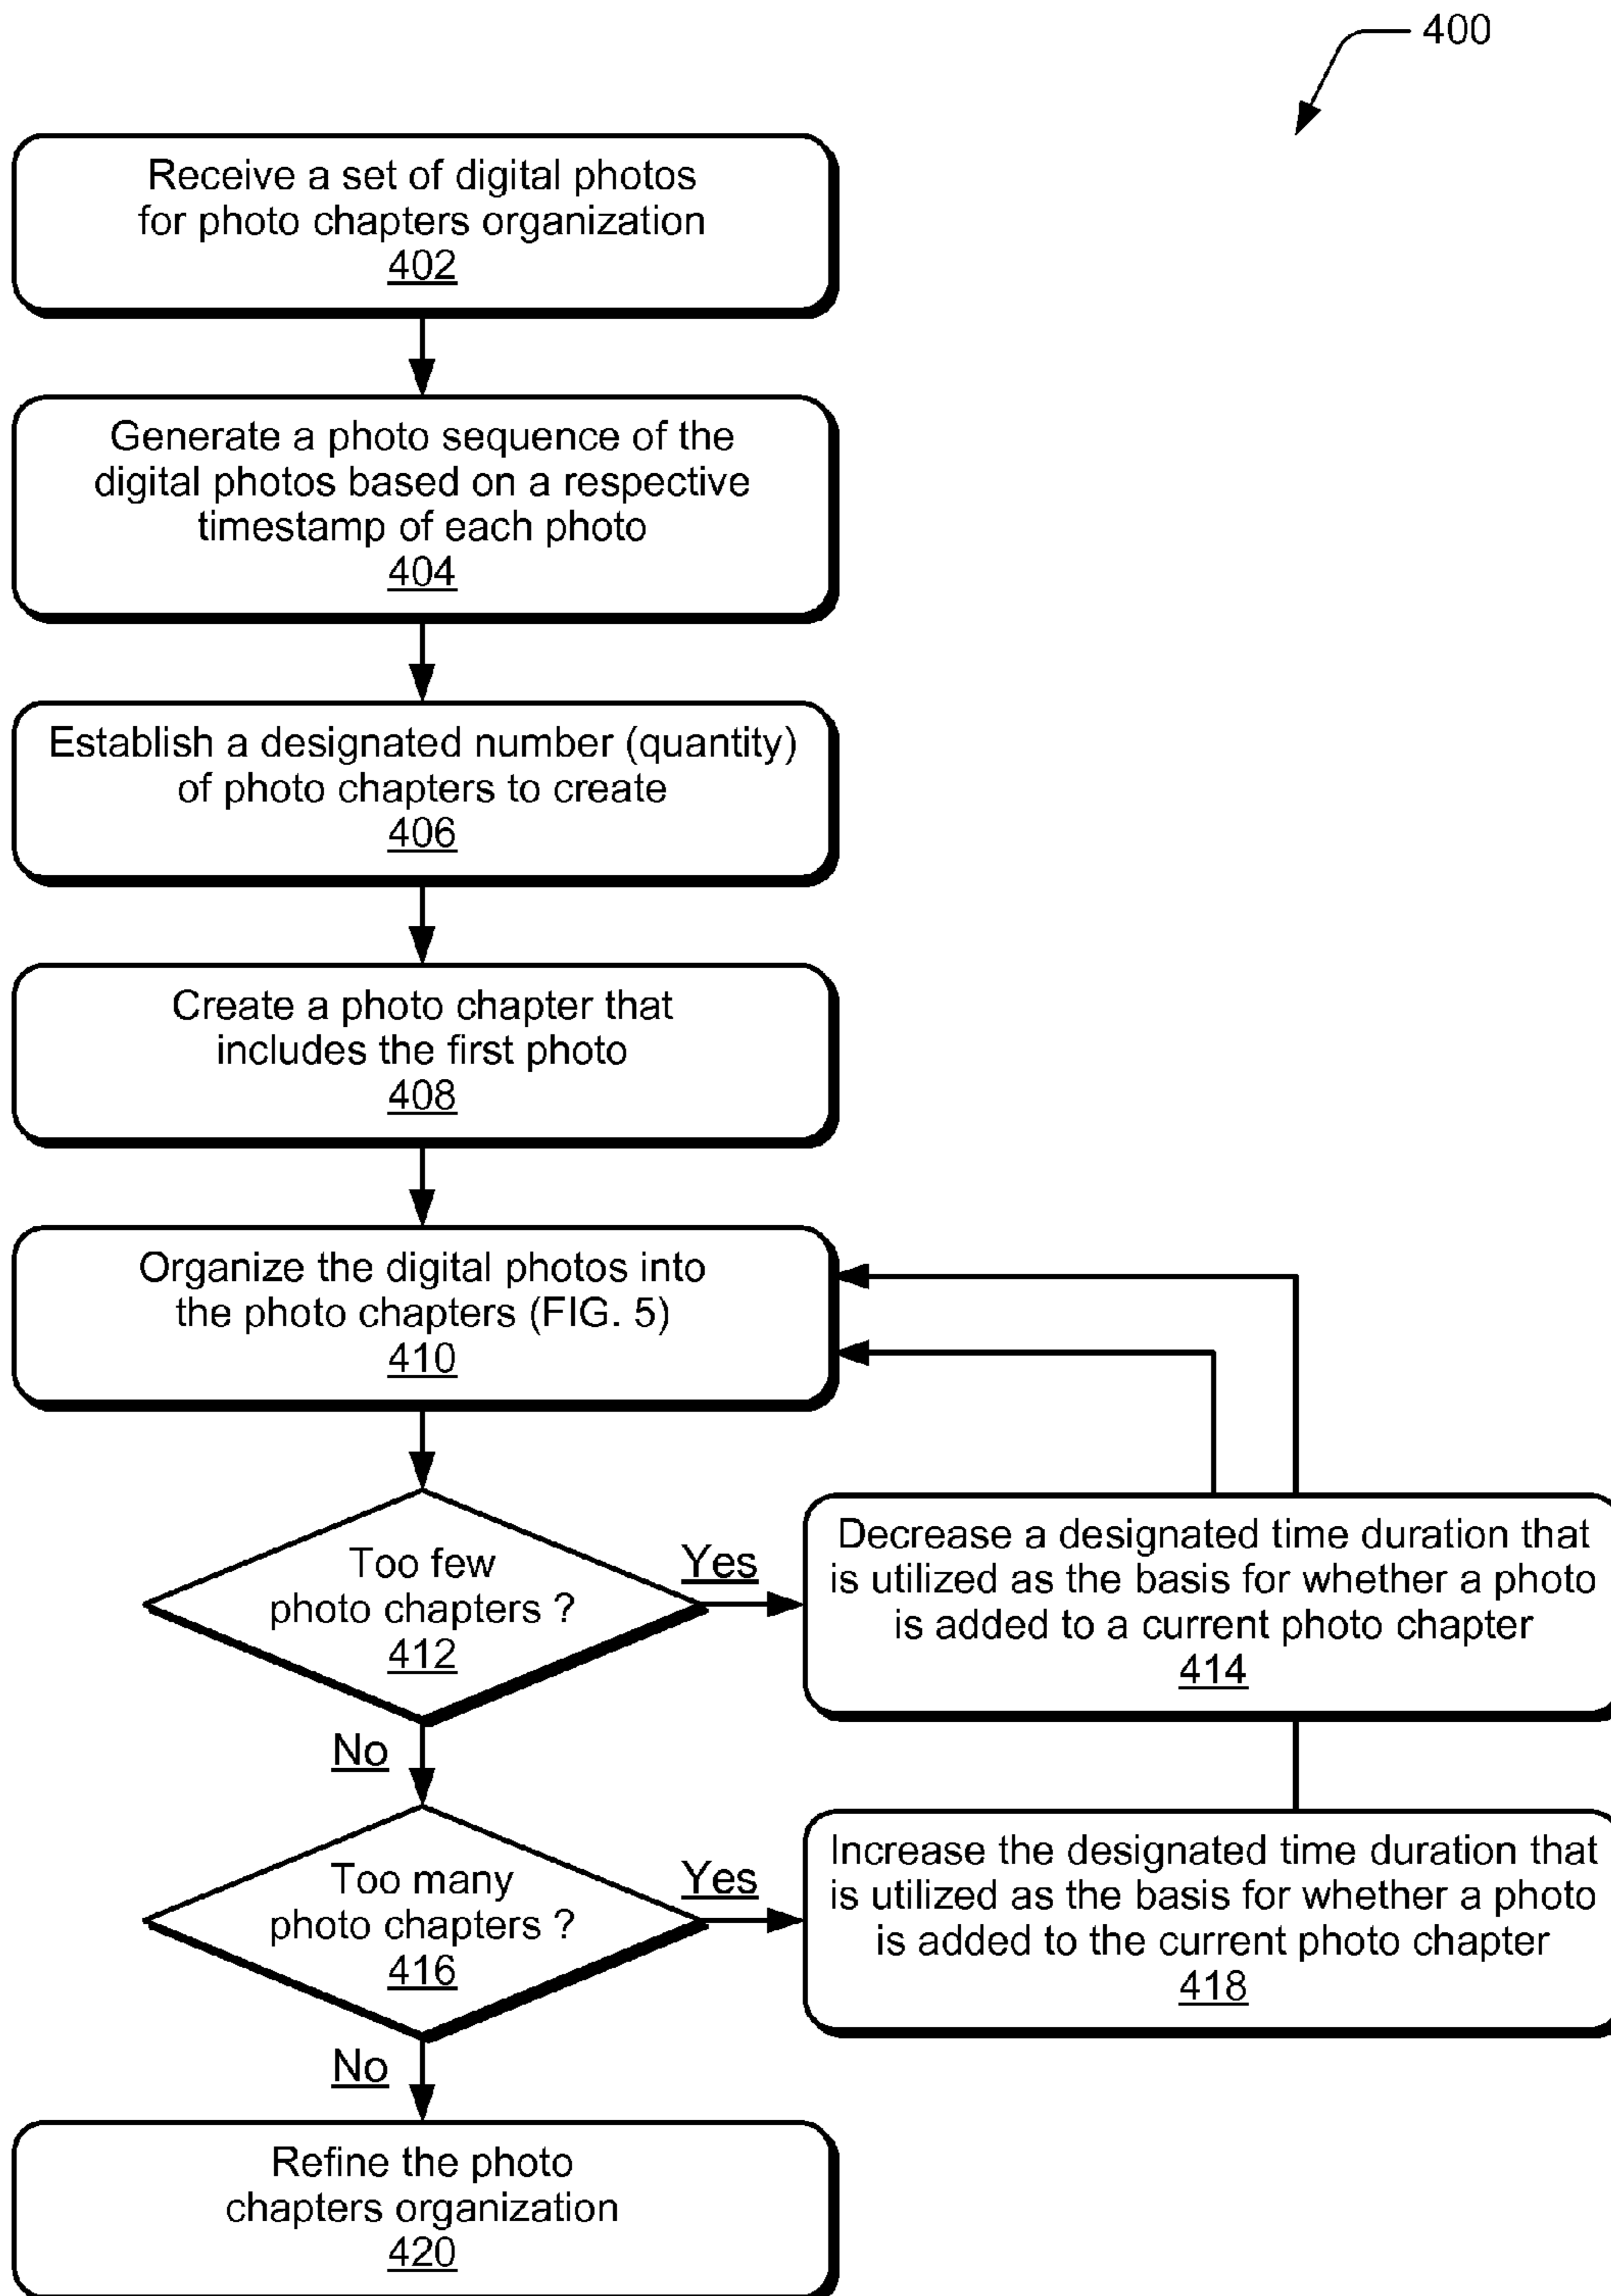 400
Receive a set of digital photos
for photo chapters organization
402
Generate a photo sequence of the
digital photos based on a respective
timestamp of each photo
404
Establish a designated number (quantity)
of photo chapters to create
406
Create a photo chapter that
includes the first photo
408
Organize the digital photos into
the photo chapters (FIG. 5)
410
Too few
photo chapters ?
412
Yes
Decrease a designated time duration that
is utilized as the basis for whether a photo
is added to a current photo chapter
414
No
Too many
photo chapters ?
416
Yes
Increase the designated time duration that
is utilized as the basis for whether a photo
is added to the current photo chapter
418
No
Refine the photo
chapters organization
420